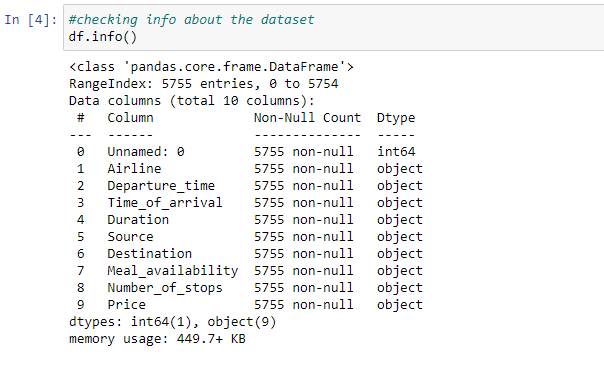 In [4]: #checking info about the dataset
df.info()
<class 'pandas.core.frame.DataFrame'>
RangeIndex: 5755 entries, 0 to 5754
Data columns (total 10 columns):
 #   Column             Non-Null Count  Dtype
---  ------             --------------  -----
 0   Unnamed: 0         5755 non-null   int64
 1   Airline            5755 non-null   object
 2   Departure_time     5755 non-null   object
 3   Time_of_arrival    5755 non-null   object
 4   Duration           5755 non-null   object
 5   Source             5755 non-null   object
 6   Destination        5755 non-null   object
 7   Meal_availability  5755 non-null   object
 8   Number_of_stops    5755 non-null   object
 9   Price              5755 non-null   object
dtypes: int64(1), object(9)
memory usage: 449.7+ KB